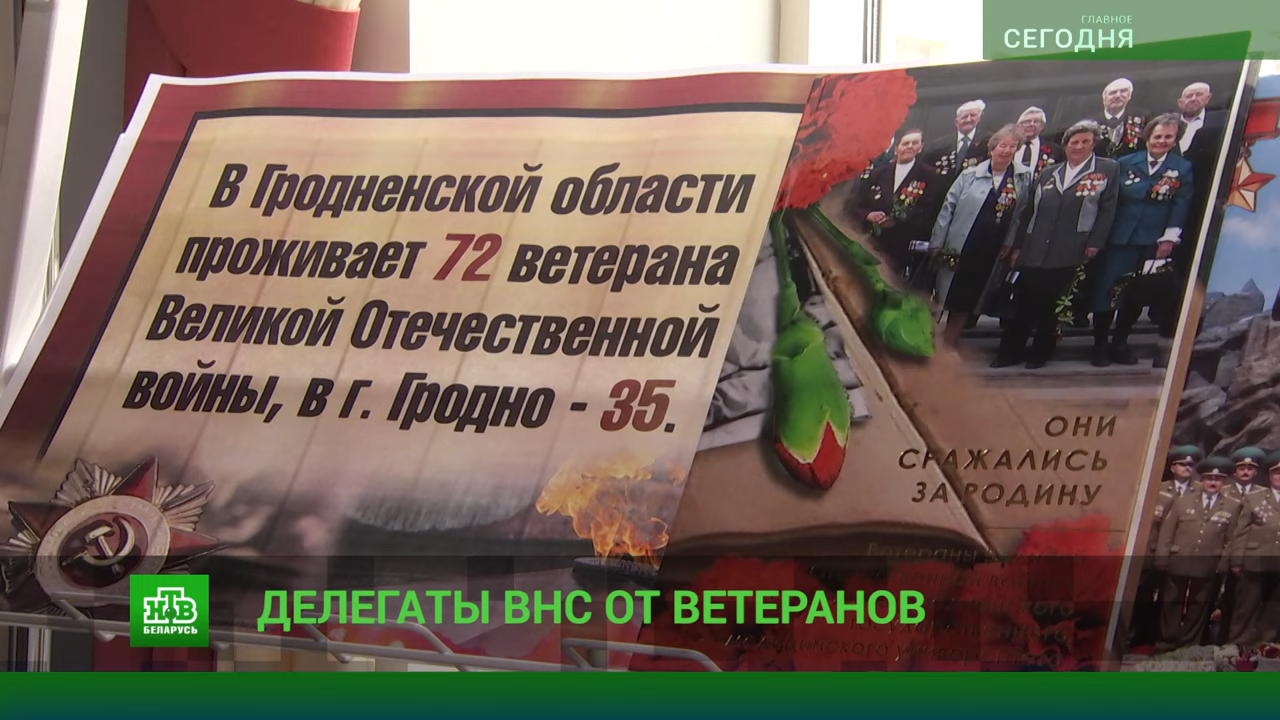 ГЛАВНОЕ
СЕГОДНЯ
В Гродненской области
проживает 72 ветерана
Великой Отечественной
войны, в г. Гродно - 35.
ОНИ
СРАЖАЛИСЬ
ЗА РОДИНУ
Ветераны
НТВ
БЕЛАРУСЬ
ДЕЛЕГАТЫ ВНС ОТ ВЕТЕРАНОВ